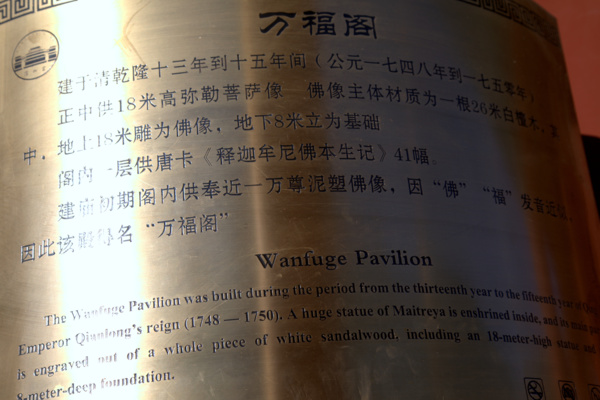 万福阁
建于清乾隆十三年到十五年间（公元一七四八年到一七五零年）
正中供18米高弥勒菩萨像 佛像主体材质为一根26米白檀木，其
中，地上18米雕为佛像，地下8米立为基础
阁内一层供唐卡《释迦牟尼佛本生记》41幅。
建庙初期阁内供奉近一万尊泥塑佛像，因“佛”“福”发音近似，
因此该殿得名“万福阁”
Wanfuge Pavilion
The Wanfuge Pavilion was built during the period from the thirteenth year to the fifteenth year of
Emperor Qianlong's reign (1748 — 1750). A huge statue of Maitreya is enshrined inside, and its main
is engraved out of a whole piece of white sandalwood, including an 18-meter-high statue and
8-meter-deep foundation.